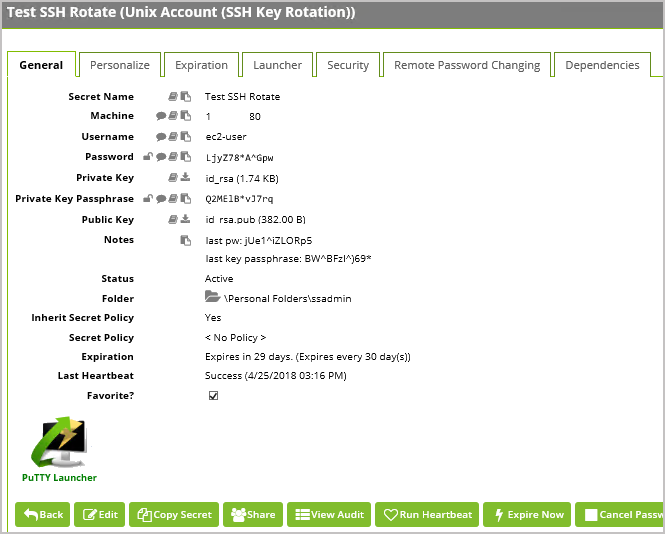 Test SSH Rotate (Unix Account (SSH Key Rotation))
General Personalize Expiration Launcher Security Remote Password Changing Dependencies
Secret Name Test SSH Rotate
Machine 1 80
Username ec2-user
Password LjyZ78*A^Gpw
Private Key id_rsa (1.74 KB)
Private Key Passphrase Q2MElB*vJ7rq
Public Key id_rsa.pub (382.00 B)
Notes last pw: jUe1^iZLORp5
last key passphrase: BW^BFzl^)69*
Status Active
Folder \Personal Folders\ssadmin
Inherit Secret Policy Yes
Secret Policy < No Policy >
Expiration Expires in 29 days. (Expires every 30 day(s))
Last Heartbeat Success (4/25/2018 03:16 PM)
Favorite?
PuTTY Launcher
Back Edit Copy Secret Share View Audit Run Heartbeat Expire Now Cancel Passw